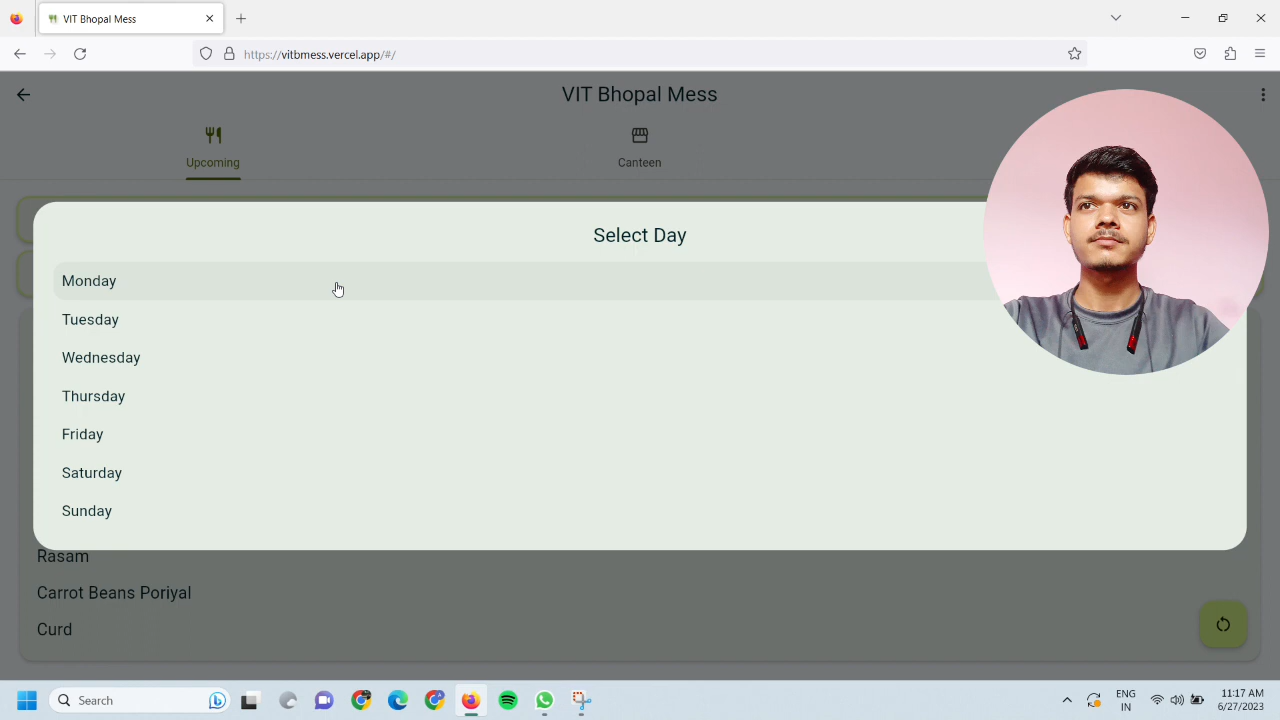 VIT Bhopal Mess
https://vitbmess.vercel.app/#/
VIT Bhopal Mess
Upcoming
Canteen
Select Day
Monday
Tuesday
Wednesday
Thursday
Friday
Saturday
Sunday
Rasam
Carrot Beans Poriyal
Curd
Search
ENG
IN
11:17 AM
6/27/2023